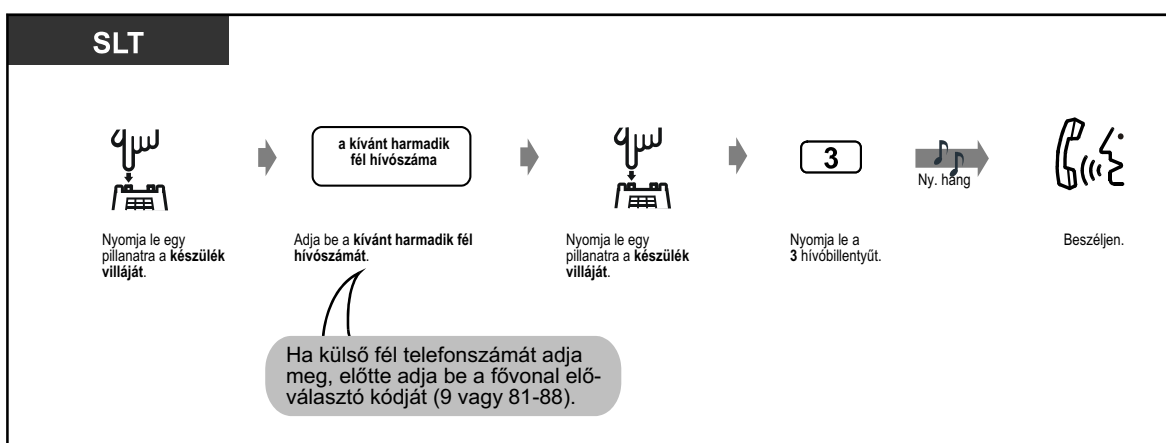 SLT
a kívánt harmadik
fél hívószáma
3
Ny. hang
Nyomja le egy
pillanatra a készülék
villáját.
Adja be a kívánt harmadik fél
hívószámát.
Nyomja le egy
pillanatra a készülék
villáját.
Nyomja le a
3 hívóbillentyűt.
Beszéljen.
Ha külső fél telefonszámát adja
meg, előtte adja be a fővonal elő-
választó kódját (9 vagy 81-88).